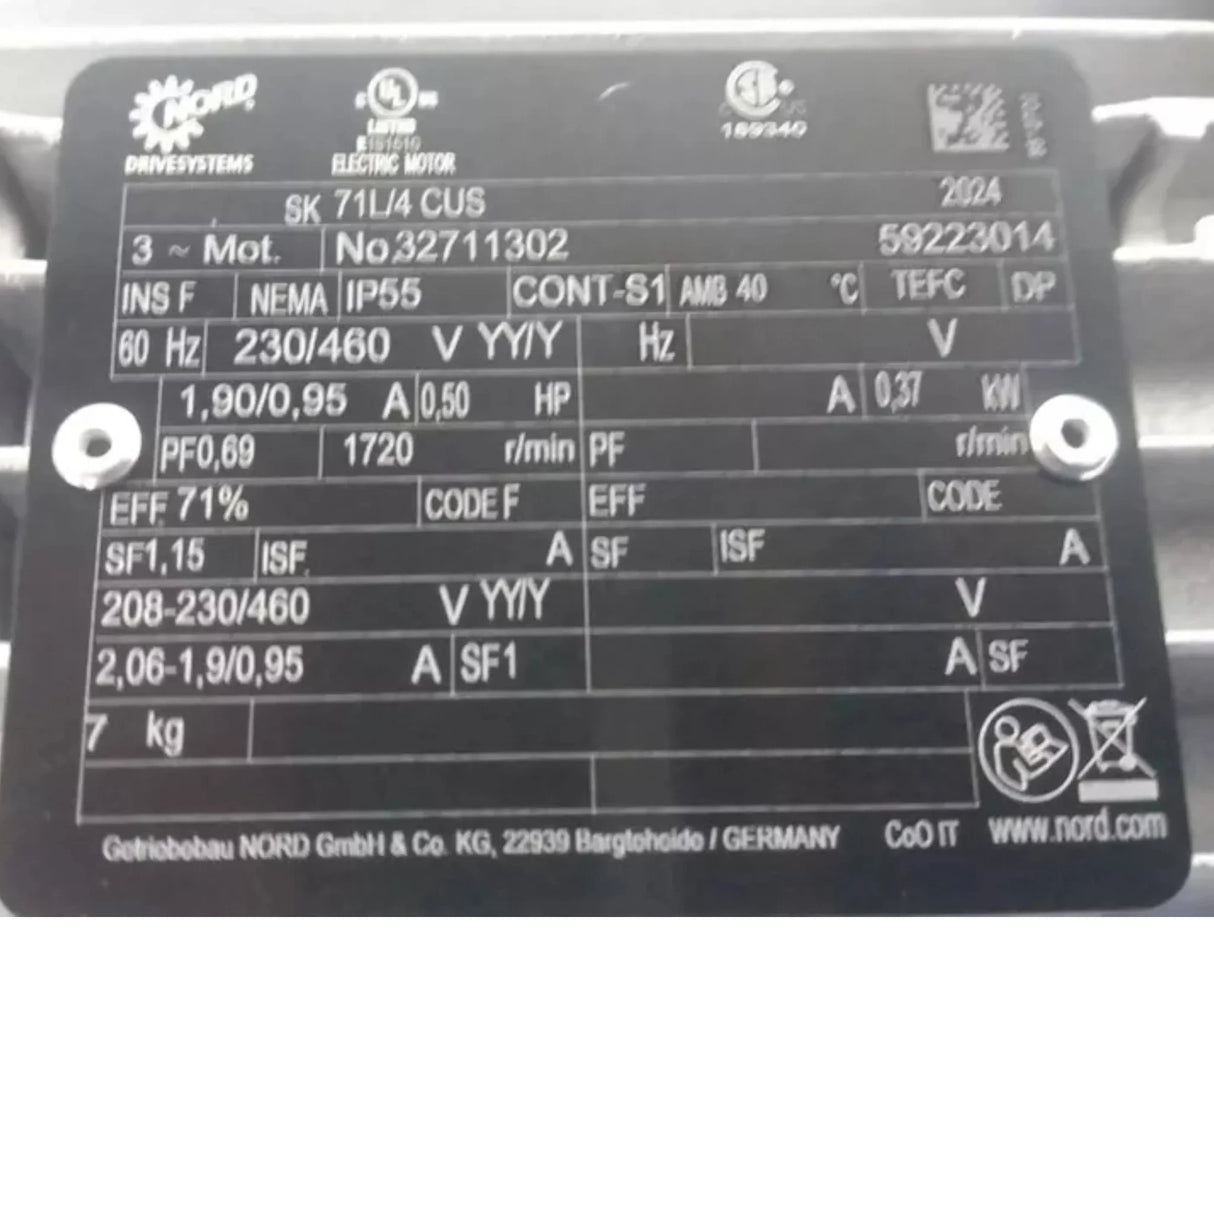 NORD
DRIVESYSTEMS
UL
LISTED
ELECTRIC MOTOR
189340
SK 71L/4 CUS 2024
3 ~ Mot. No.32711302 59223014
INS F NEMA IP55 CONT-S1 AMB 40 °C TEFC DP
60 Hz 230/460 V YY/Y Hz V
1,90/0,95 A 0,50 HP A 0,37 kW
PF0,69 1720 r/min PF r/min
EFF 71% CODE F EFF CODE
SF1,15 ISF A SF ISF A
208-230/460 V YY/Y V
2,06-1,9/0,95 A SF1 A SF
7 kg
Getriebebau NORD GmbH & Co. KG, 22939 Bargteheide / GERMANY CoO IT www.nord.com